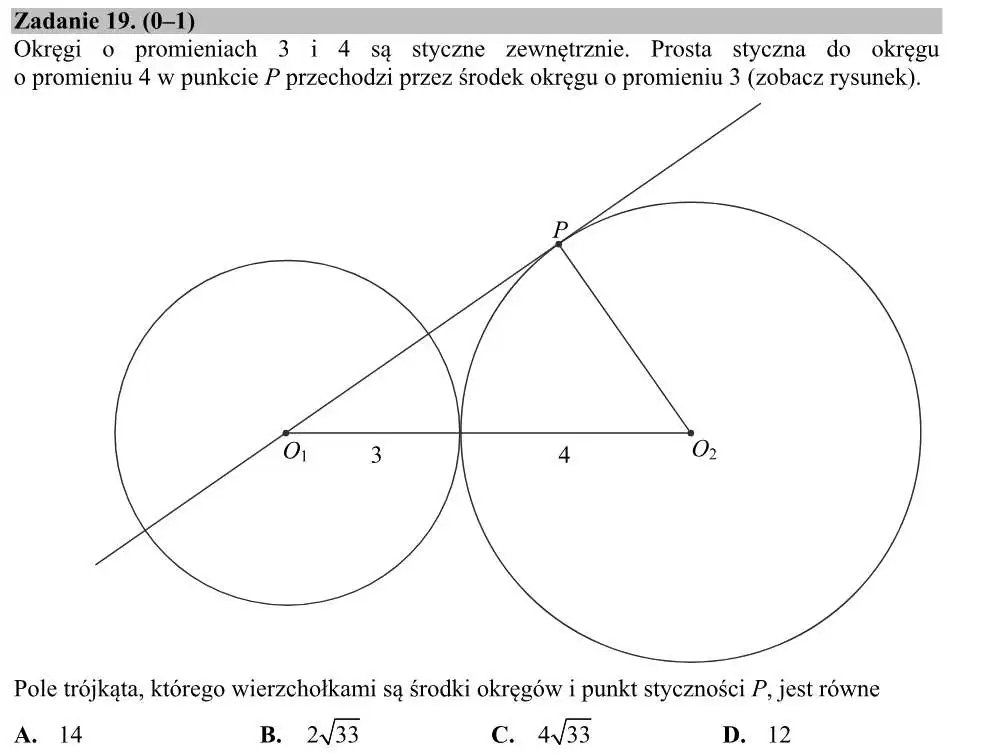 Zadanie 19. (0–1)
Okręgi o promieniach 3 i 4 są styczne zewnętrznie. Prosta styczna do okręgu
o promieniu 4 w punkcie P przechodzi przez środek okręgu o promieniu 3 (zobacz rysunek).
P
O₁ 3 4 O₂
Pole trójkąta, którego wierzchołkami są środki okręgów i punkt styczności P, jest równe
A. 14 B. 2√33 C. 4√33 D. 12